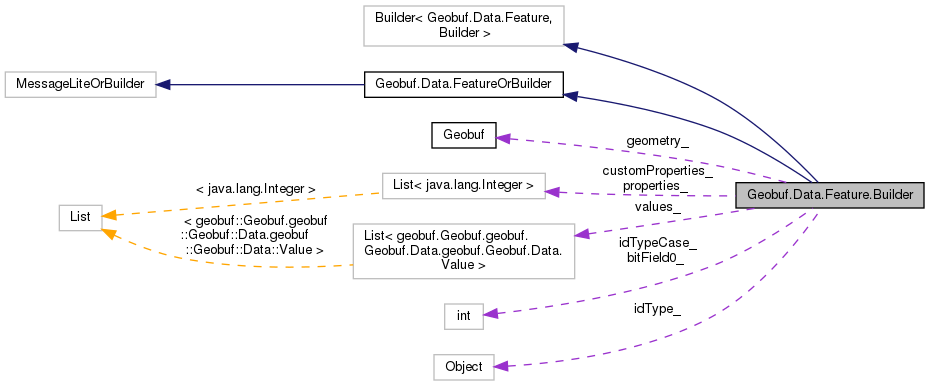 Builder< Geobuf.Data.Feature,
Builder >
MessageLiteOrBuilder
Geobuf.Data.FeatureOrBuilder
Geobuf
geometry_
customProperties_
properties_
List< java.lang.Integer >
< java.lang.Integer >
Geobuf.Data.Feature.Builder
List
< geobuf::Geobuf.geobuf
::Geobuf::Data.geobuf
::Geobuf::Data::Value >
values_
List< geobuf.Geobuf.geobuf.
Geobuf.Data.geobuf.Geobuf.Data.
Value >
idTypeCase_
bitField0_
int
idType_
Object